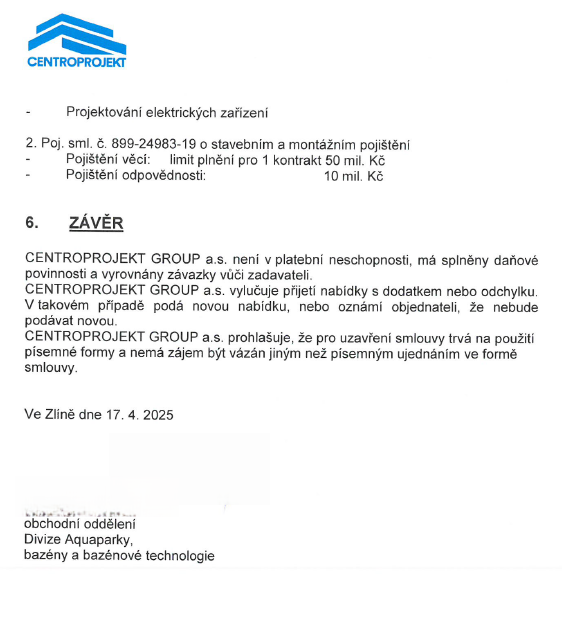 CENTROPROJEKT
- Projektování elektrických zařízení
2. Poj. sml. č. 899-24983-19 o stavebním a montážním pojištění
- Pojištění věcí: limit plnění pro 1 kontrakt 50 mil. Kč
- Pojištění odpovědnosti: 10 mil. Kč
6. ZÁVĚR
CENTROPROJEKT GROUP a.s. není v platební neschopnosti, má splněny daňové
povinnosti a vyrovnány závazky vůči zadavateli.
CENTROPROJEKT GROUP a.s. vylučuje přijetí nabídky s dodatkem nebo odchylku.
V takovém případě podá novou nabídku, nebo oznámí objednateli, že nebude
podávat novou.
CENTROPROJEKT GROUP a.s. prohlašuje, že pro uzavření smlouvy trvá na použití
písemné formy a nemá zájem být vázán jiným než písemným ujednáním ve formě
smlouvy.
Ve Zlíně dne 17. 4. 2025
obchodní oddělení
Divize Aquaparky,
bazény a bazénové technologie